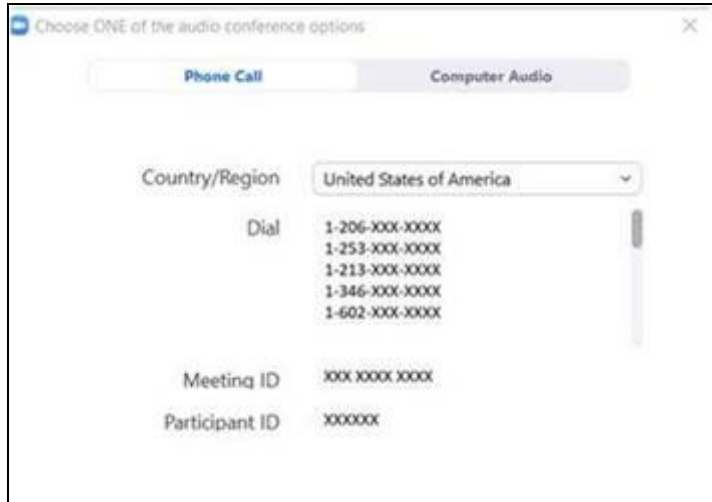 Choose ONE of the audio conference options
Phone Call Computer Audio
Country/Region United States of America
Dial 1-206-XXX-XXXX
1-253-XXX-XXXX
1-213-XXX-XXXX
1-346-XXX-XXXX
1-602-XXX-XXXX
Meeting ID XXX XXXX XXXX
Participant ID XXXXXX